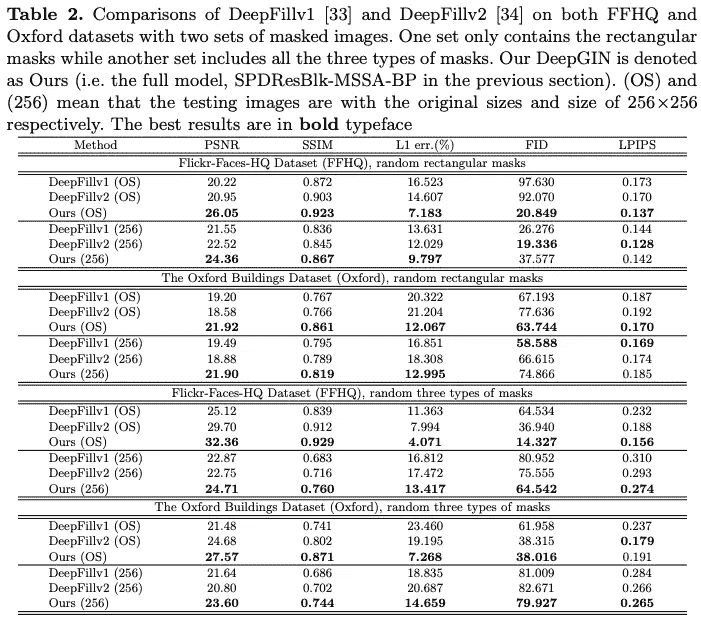 Table 2. Comparisons of DeepFillv1 [33] and DeepFillv2 [34] on both FFHQ and
Oxford datasets with two sets of masked images. One set only contains the rectangular
masks while another set includes all the three types of masks. Our DeepGIN is denoted
as Ours (i.e. the full model, SPDResBlk-MSSA-BP in the previous section). (OS) and
(256) mean that the testing images are with the original sizes and size of 256×256
respectively. The best results are in bold typeface
Method PSNR SSIM L1 err.(%) FID LPIPS
Flickr-Faces-HQ Dataset (FFHQ), random rectangular masks
DeepFillv1 (OS) 20.22 0.872 16.523 97.630 0.173
DeepFillv2 (OS) 20.95 0.903 14.607 92.070 0.170
Ours (OS) 26.05 0.923 7.183 20.849 0.137
DeepFillv1 (256) 21.55 0.836 13.631 26.276 0.144
DeepFillv2 (256) 22.52 0.845 12.029 19.336 0.128
Ours (256) 24.36 0.867 9.797 37.577 0.142
The Oxford Buildings Dataset (Oxford), random rectangular masks
DeepFillv1 (OS) 19.20 0.767 20.322 67.193 0.187
DeepFillv2 (OS) 18.58 0.766 21.204 77.636 0.192
Ours (OS) 21.92 0.861 12.067 63.744 0.170
DeepFillv1 (256) 19.49 0.795 16.851 58.588 0.169
DeepFillv2 (256) 18.88 0.789 18.308 66.615 0.174
Ours (256) 21.90 0.819 12.995 74.866 0.185
Flickr-Faces-HQ Dataset (FFHQ), random three types of masks
DeepFillv1 (OS) 25.12 0.839 11.363 64.534 0.232
DeepFillv2 (OS) 29.70 0.912 7.994 36.940 0.188
Ours (OS) 32.36 0.929 4.071 14.327 0.156
DeepFillv1 (256) 22.87 0.683 16.812 80.952 0.310
DeepFillv2 (256) 22.75 0.716 17.472 75.555 0.293
Ours (256) 24.71 0.760 13.417 64.542 0.274
The Oxford Buildings Dataset (Oxford), random three types of masks
DeepFillv1 (OS) 21.48 0.741 23.460 61.958 0.237
DeepFillv2 (OS) 24.68 0.802 19.195 38.315 0.179
Ours (OS) 27.57 0.871 7.268 38.016 0.191
DeepFillv1 (256) 21.64 0.686 18.835 81.009 0.284
DeepFillv2 (256) 20.80 0.702 20.687 82.671 0.266
Ours (256) 23.60 0.744 14.659 79.927 0.265